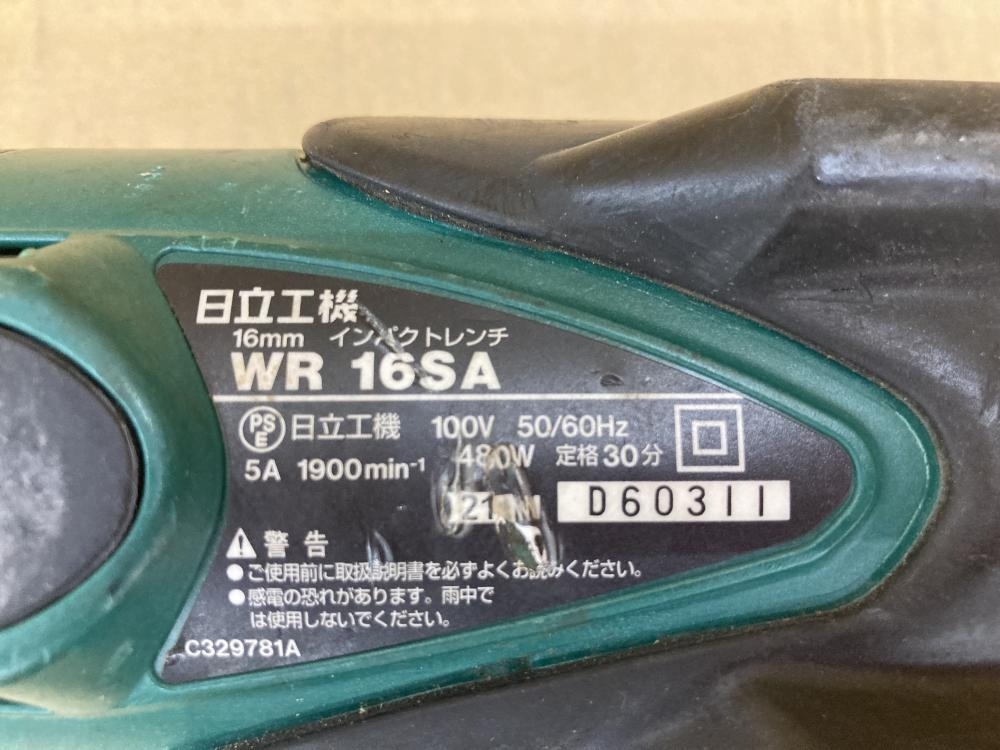 日立工機
16mm インパクトレンチ
WR 16SA
PSE 日立工機 100V 50/60Hz
5A 1900min⁻¹ 480W 定格30分
D60311
警告
●ご使用前に取扱説明書を必ずよくお読みください。
●感電の恐れがあります。雨中で
は使用しないでください。
C329781A